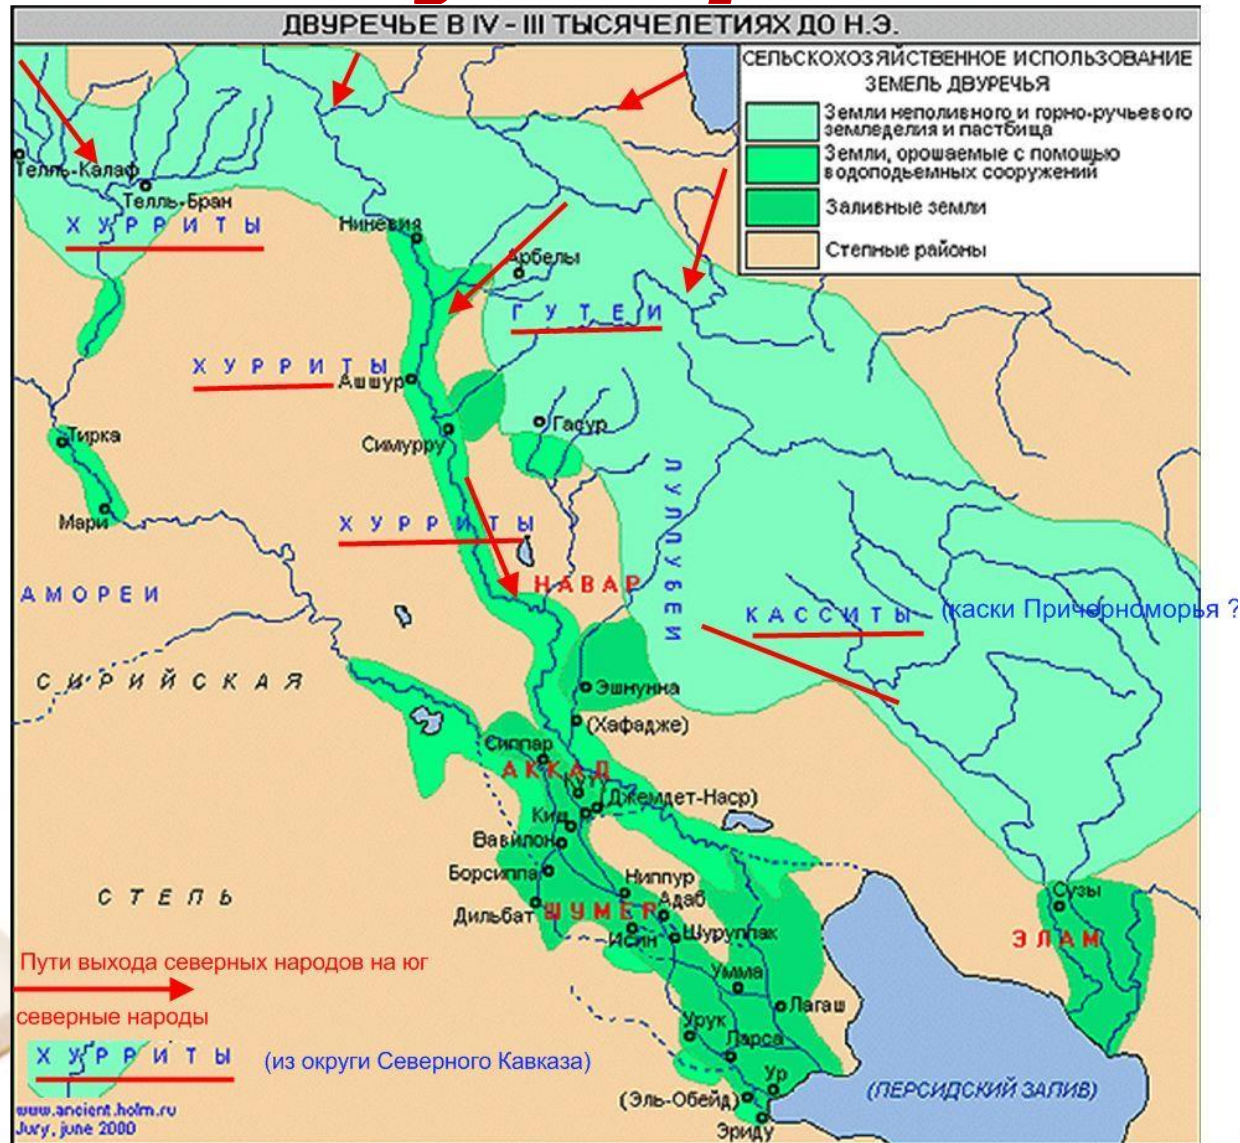 ДВУРЕЧЬЕ В IV - III ТЫСЯЧЕЛЕТИЯХ ДО Н.Э.
СЕЛЬСКОХОЗЯЙСТВЕННОЕ ИСПОЛЬЗОВАНИЕ
ЗЕМЕЛЬ ДВУРЕЧЬЯ
Земли неполивного и горно-ручьевого
земледелия и пастбища
Земли, орошаемые с помощью
водоподьемных сооружений
Заливные земли
Степные районы
Телль-Калаф
Телль-Бран
ХУРРИТЫ
Ниневия
Арбелы
ГУТЕИ
ХУРРИТЫ
Ашшур
Гасур
Симурру
Тирка
Мари
ХУРРИТЫ
ЛУЛЛУБЕИ
НАВАР
АМОРЕИ
КАССИТЫ
(каски Причерноморья ?
СИРИЙСКАЯ
Эшнунна
(Хафадже)
Сиппар
АККАД
(Джемдет-Наср)
Киш
Вавилон
Борсиппа
Ниппур
СТЕПЬ
Дильбат
ШУМЕР
Адаб
Исин
Шуруппак
Сузы
ЭЛАМ
Пути выхода северных народов на юг
Умма
Лагаш
северные народы
Урук
Ларса
ХУРРИТЫ
(из округи Северного Кавказа)
Ур
(ПЕРСИДСКИЙ ЗАЛИВ)
(Эль-Обейд)
Эриду
www.ancient.holm.ru
Jury, june 2000